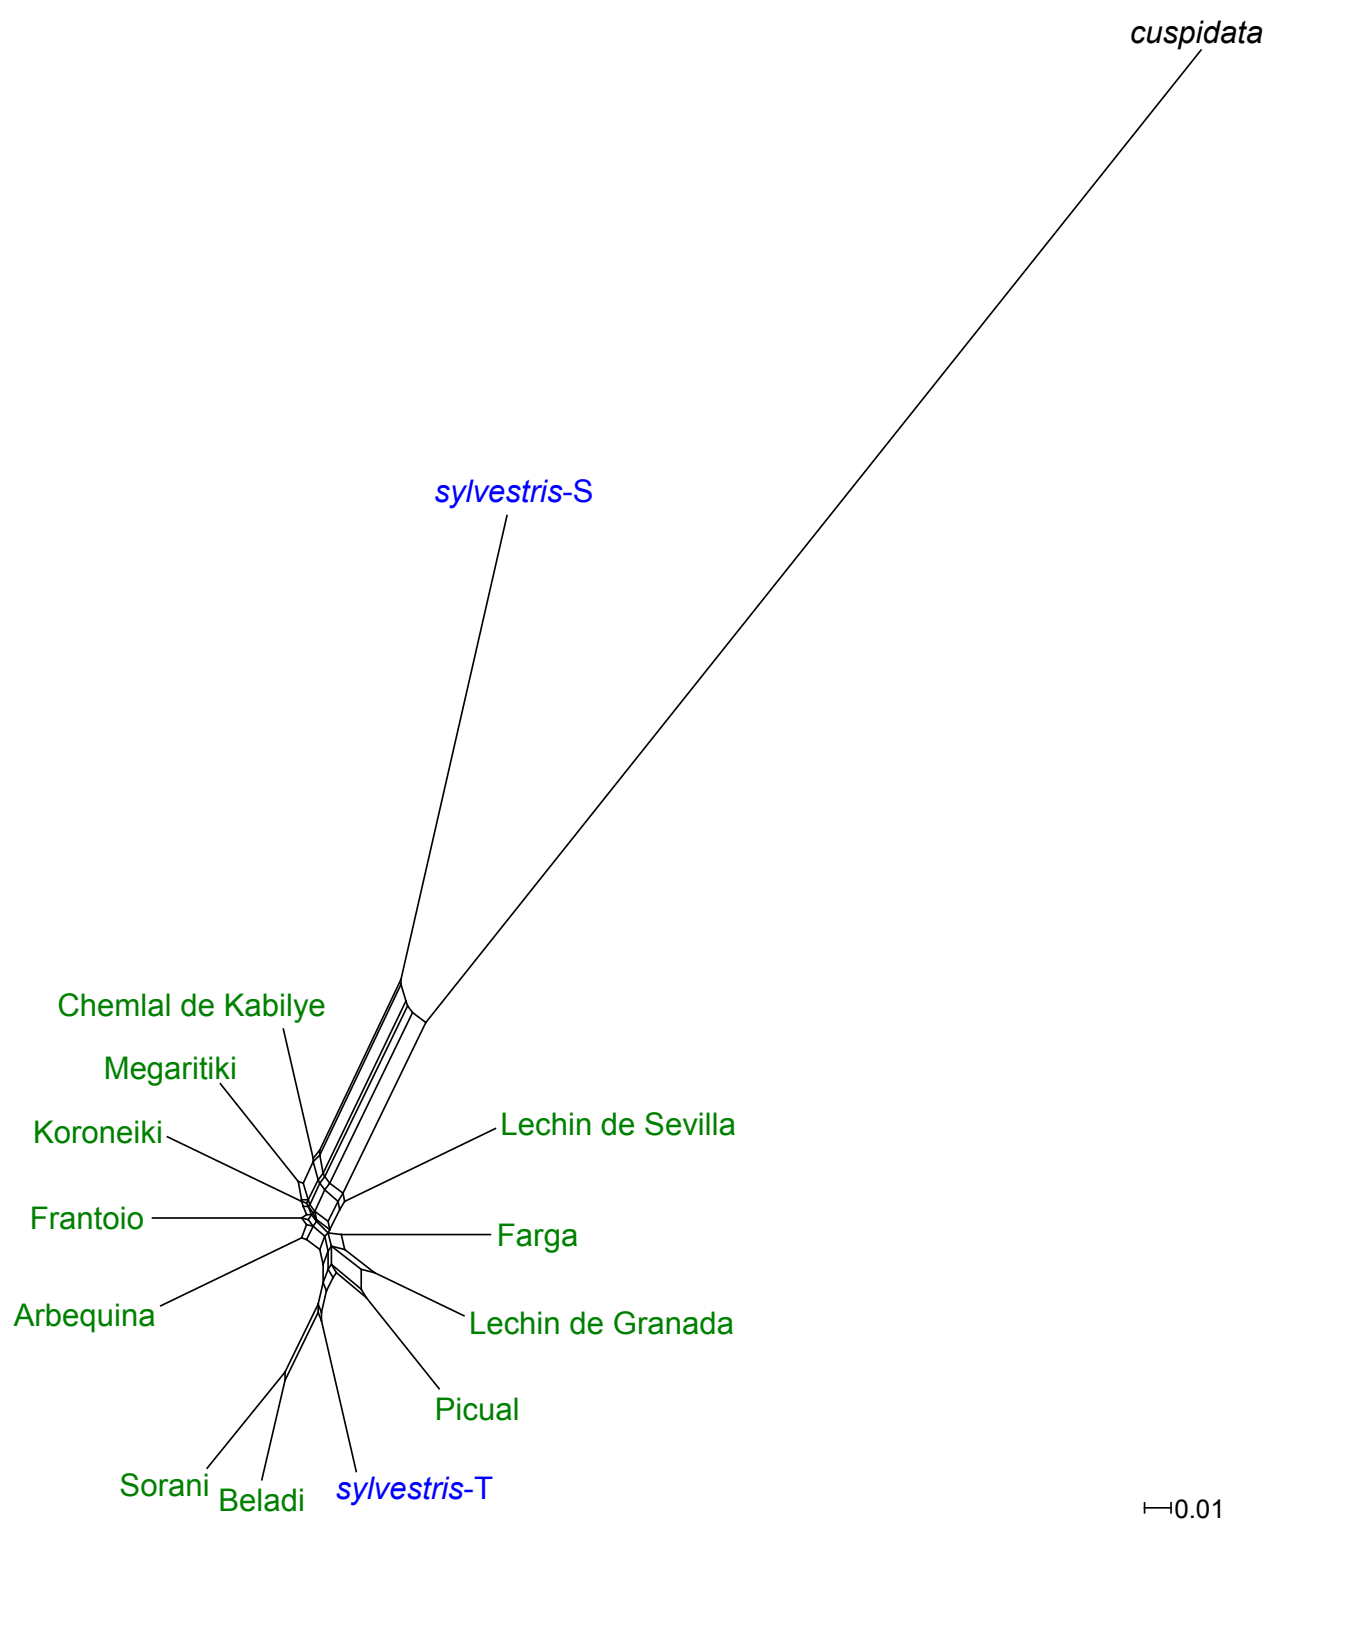 cuspidata
sylvestris-S
Chemlal de Kabilye
Megaritiki
Lechin de Sevilla
Koroneiki
Frantoio
Farga
Arbequina
Lechin de Granada
Picual
Sorani
Beladi
sylvestris-T
0.01